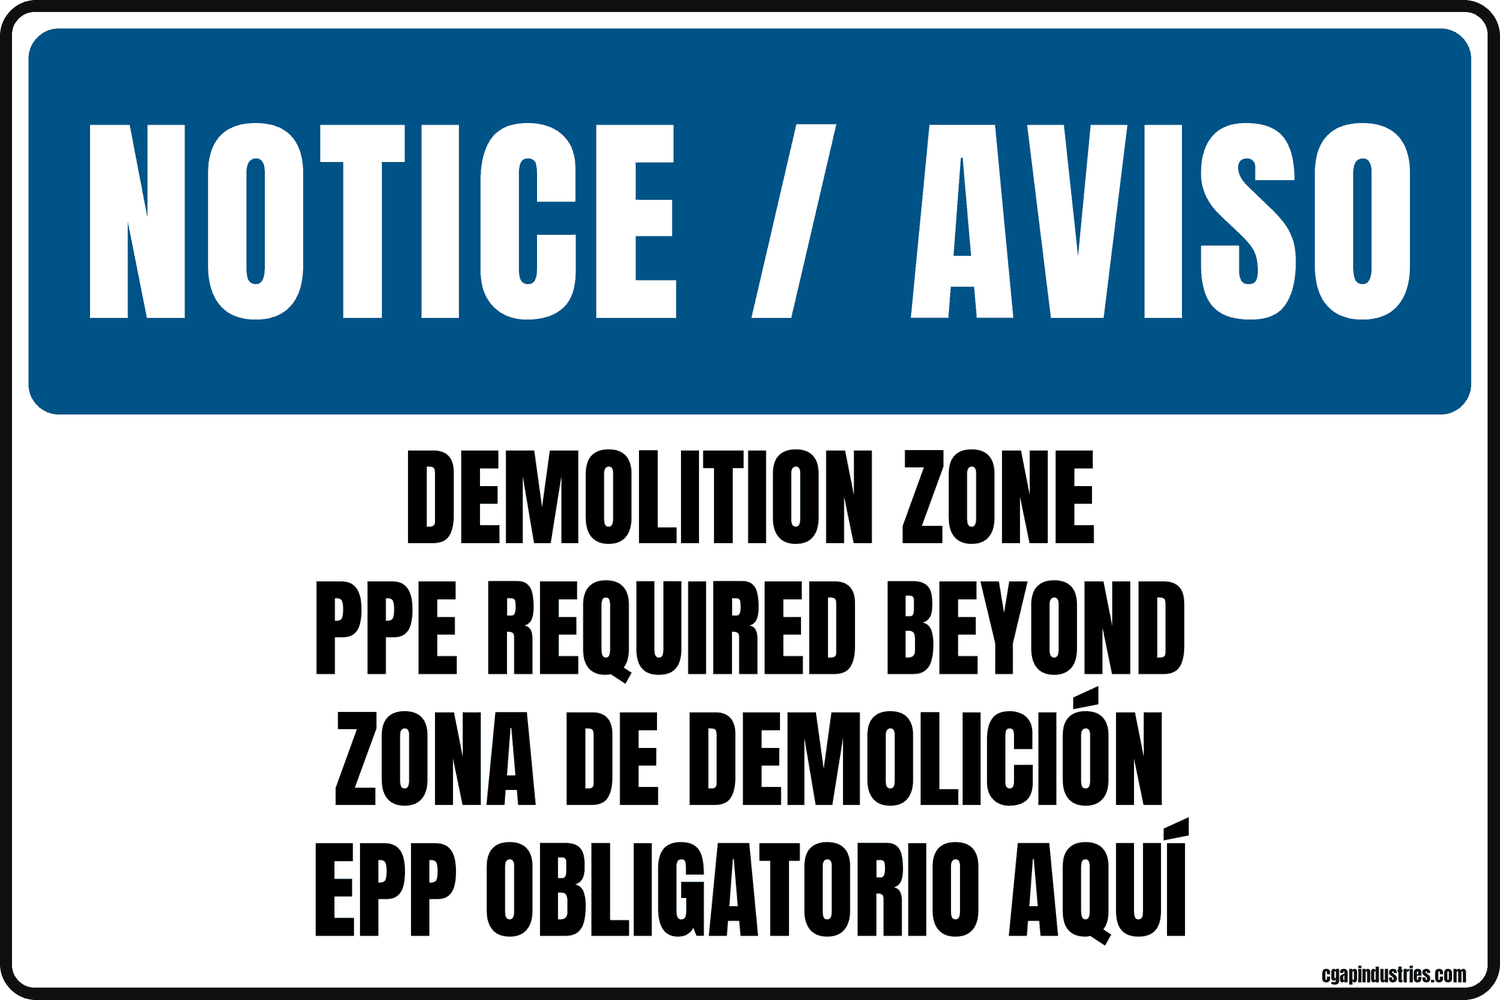 NOTICE / AVISO
DEMOLITION ZONE
PPE REQUIRED BEYOND
ZONA DE DEMOLICIÓN
EPP OBLIGATORIO AQUÍ
cgapindustries.com